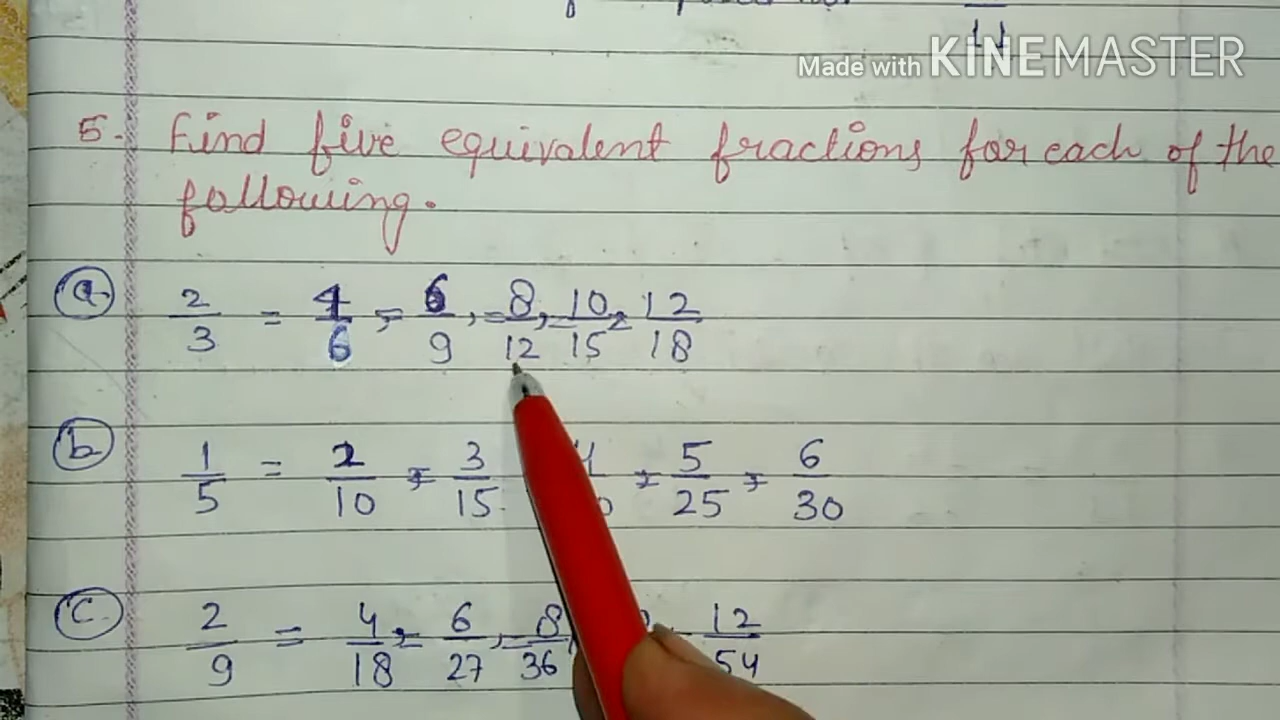 11
Made with KINEMASTER
5. Find five equivalent fractions for each of the
following.
(a) 2/3 = 4/6, = 6/9, = 8/12, = 10/15 = 12/18
(b) 1/5 = 2/10 = 3/15 = 5/25 = 6/30
(c) 2/9 = 4/18 = 6/27, = 8/36, 12/54